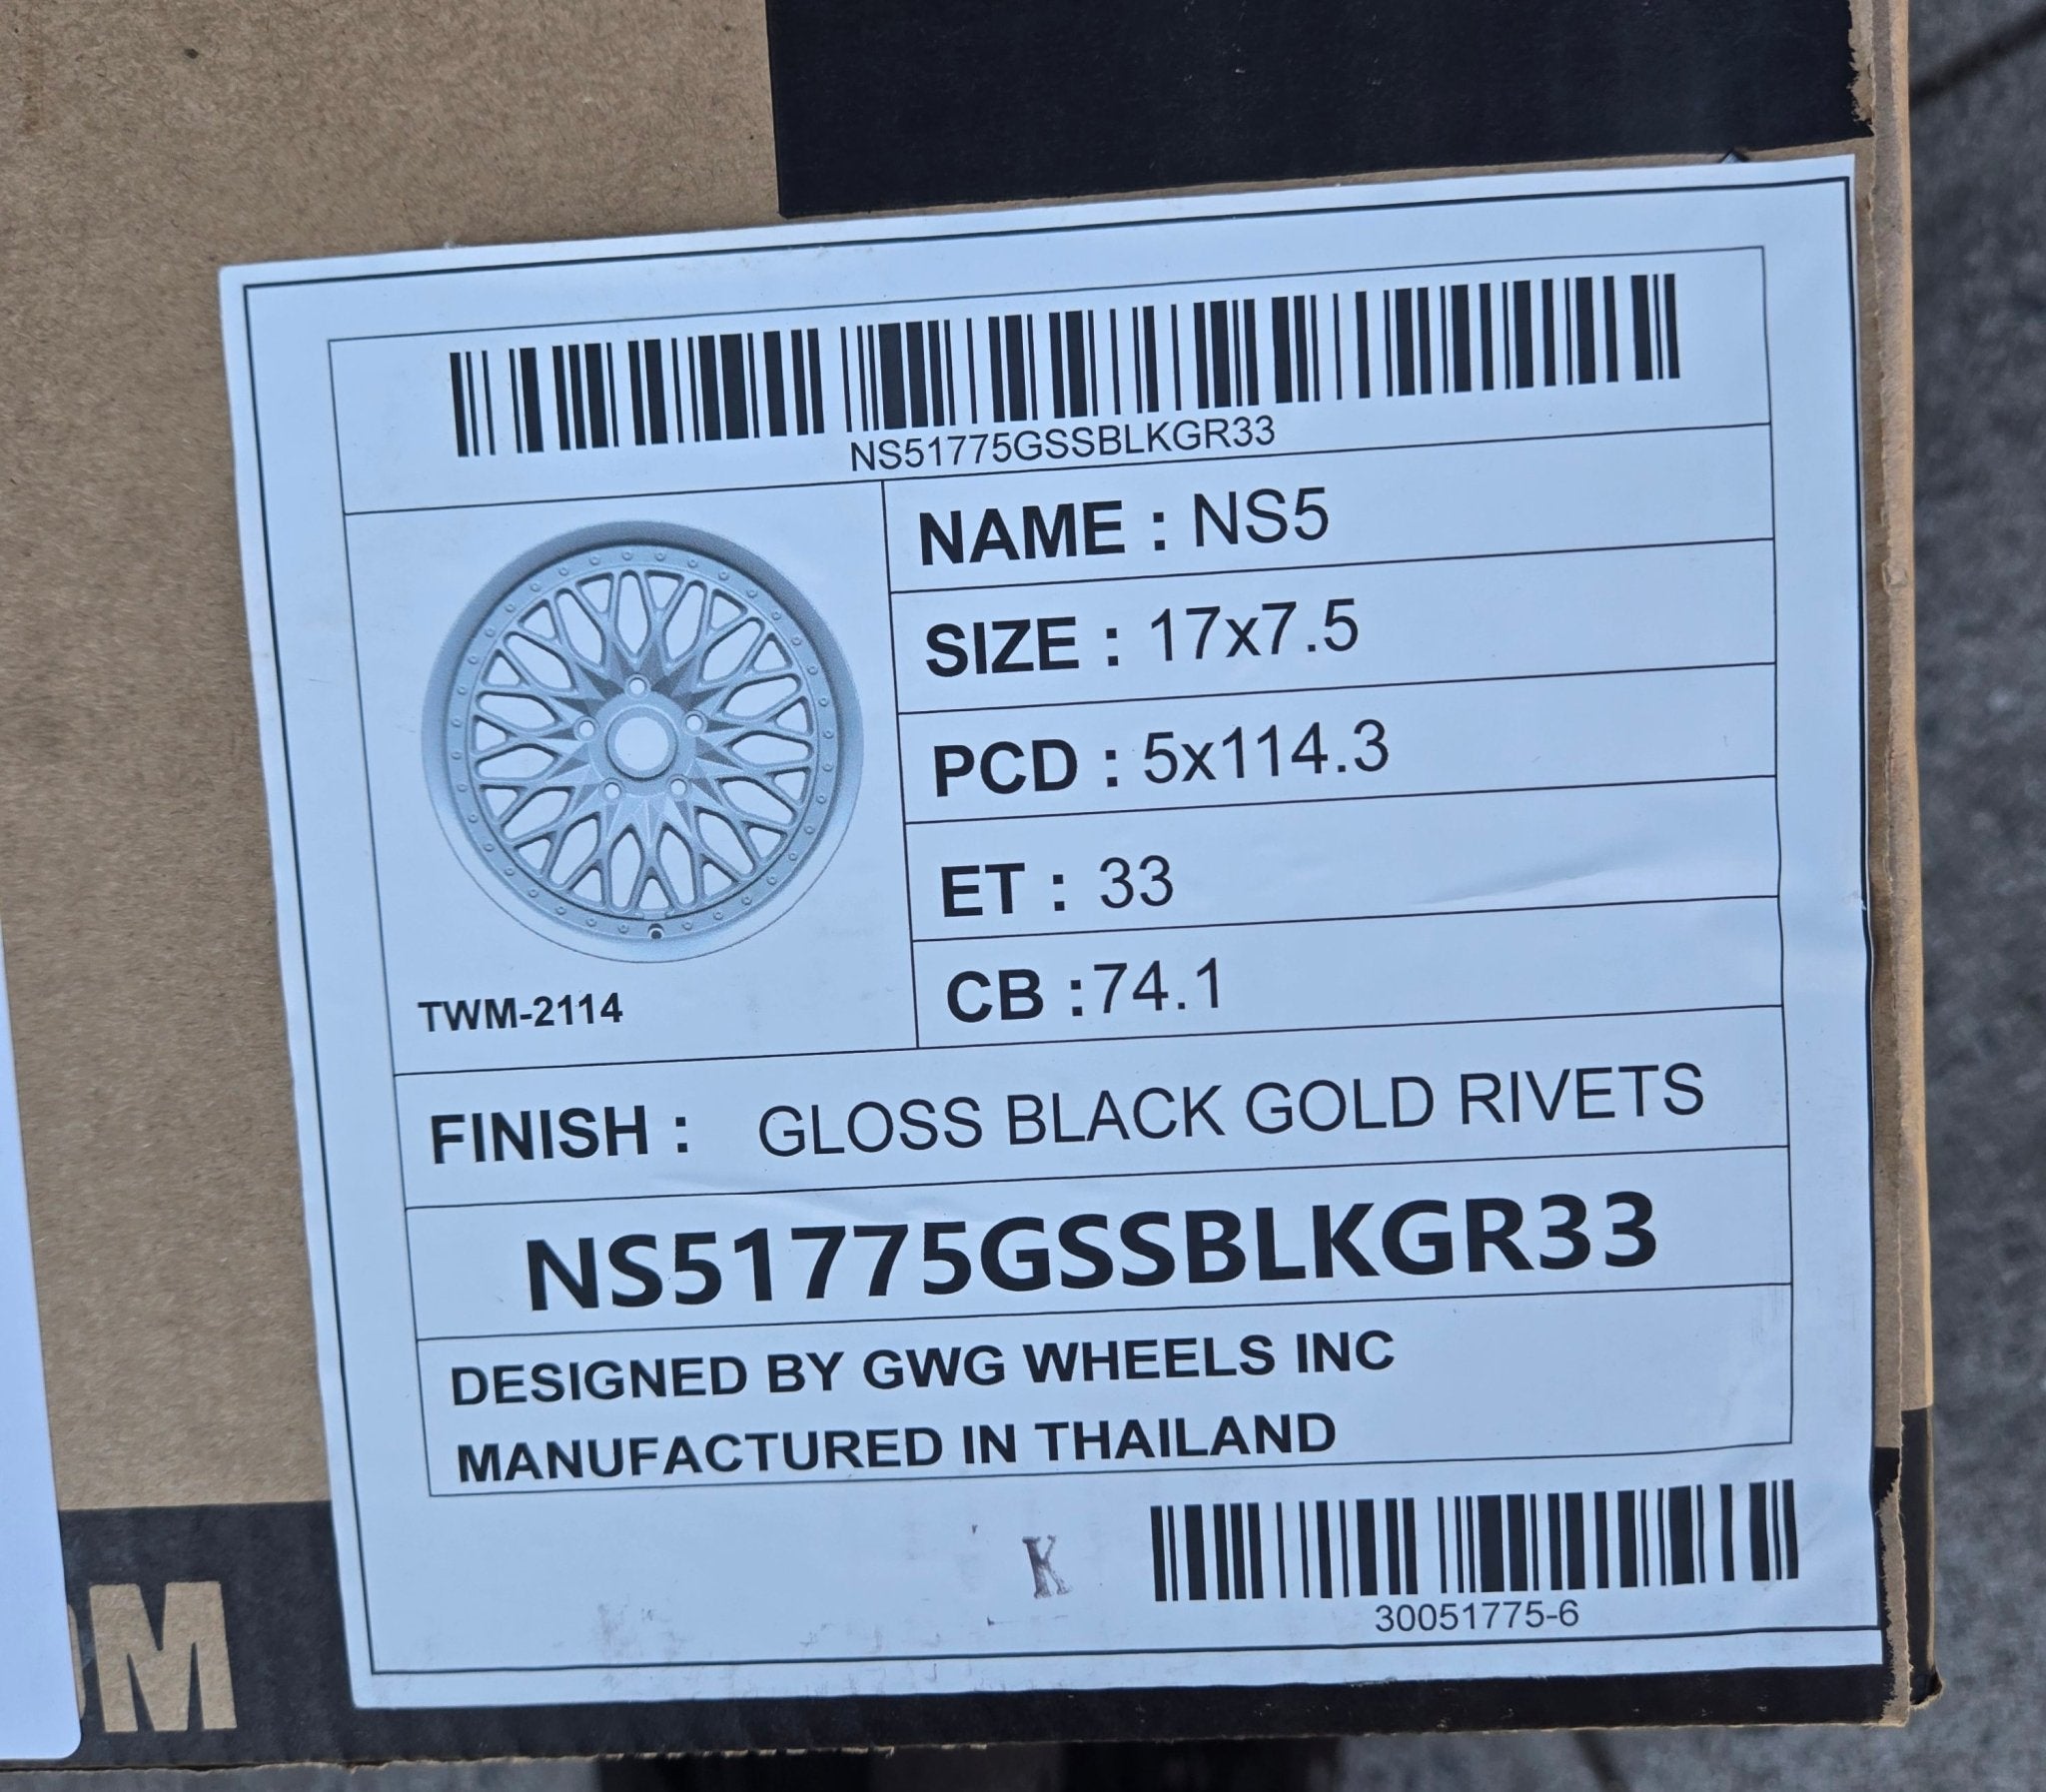 NS51775GSSBLKGR33
NAME : NS5
SIZE : 17x7.5
PCD : 5x114.3
ET : 33
CB :74.1
TWM-2114
FINISH : GLOSS BLACK GOLD RIVETS
NS51775GSSBLKGR33
DESIGNED BY GWG WHEELS INC
MANUFACTURED IN THAILAND
K
30051775-6